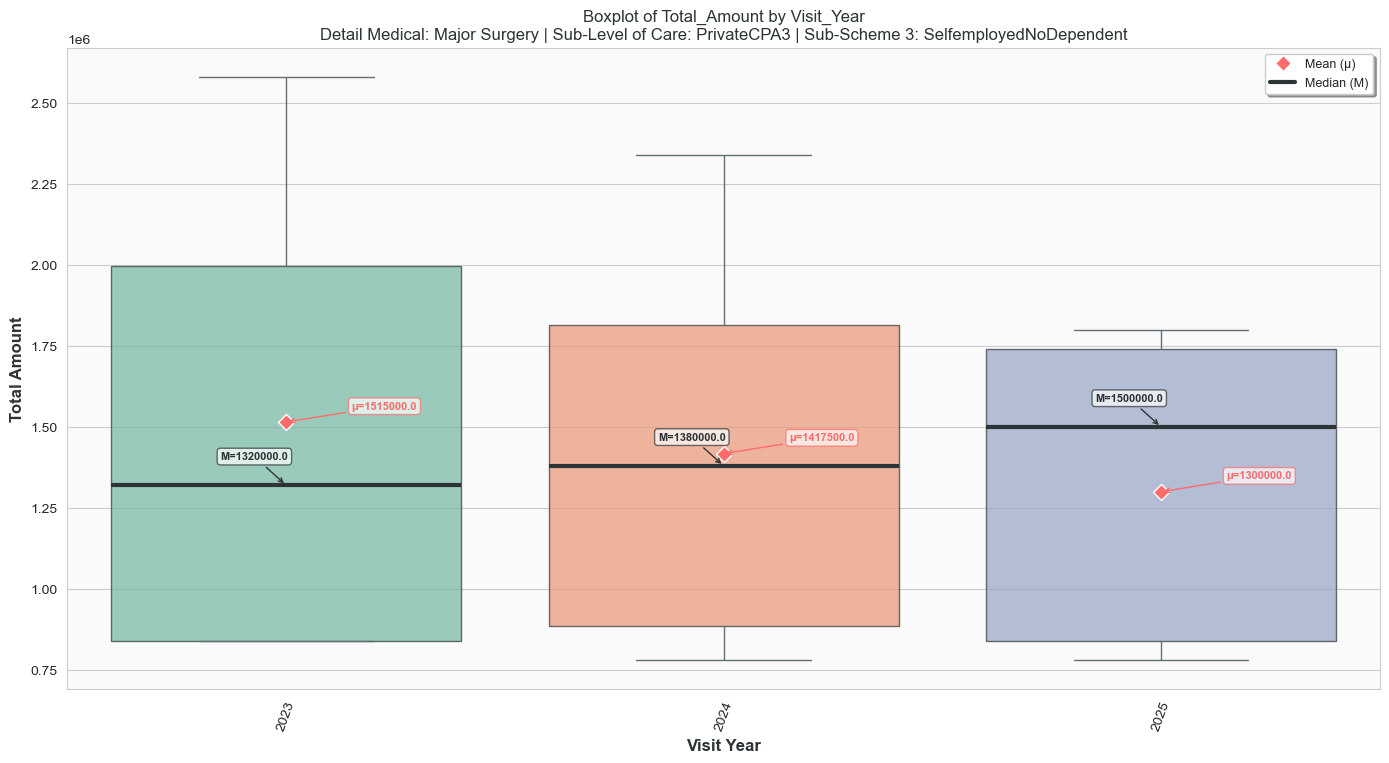 Boxplot of Total_Amount by Visit_Year
Detail Medical: Major Surgery | Sub-Level of Care: PrivateCPA3 | Sub-Scheme 3: SelfemployedNoDependent
1e6
Mean (μ)
Median (M)
2.50
2.25
2.00
1.75
1.50
1.25
1.00
0.75
Total Amount
μ=1515000.0
M=1320000.0
M=1380000.0
μ=1417500.0
M=1500000.0
μ=1300000.0
2023
2024
2025
Visit Year